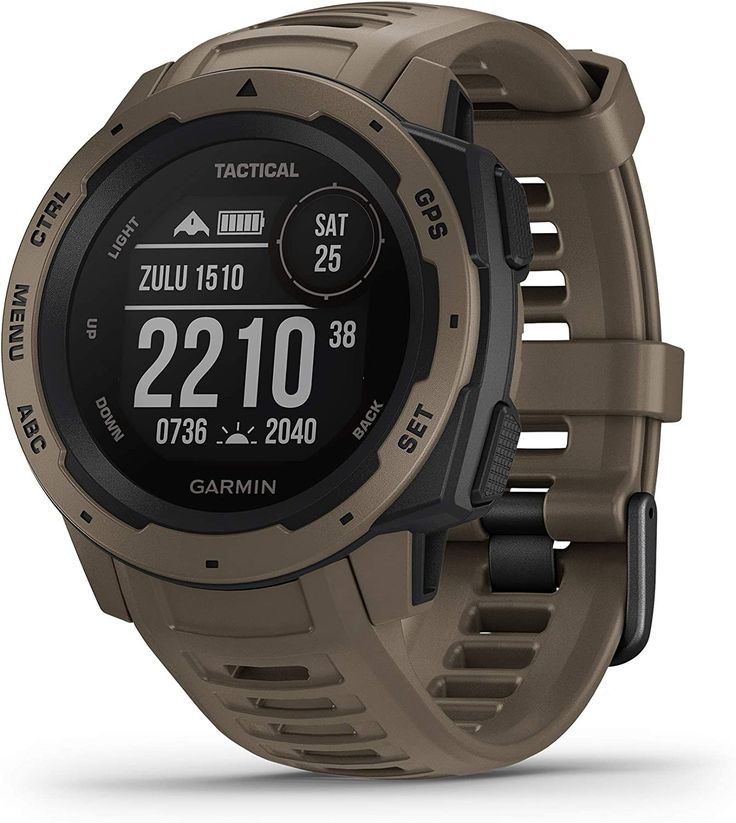 TACTICAL
CTRL
LIGHT
GPS
SAT
25
ZULU 1510
MENU
UP
2210 38
ABC
DOWN
0736 2040
BACK
SET
GARMIN